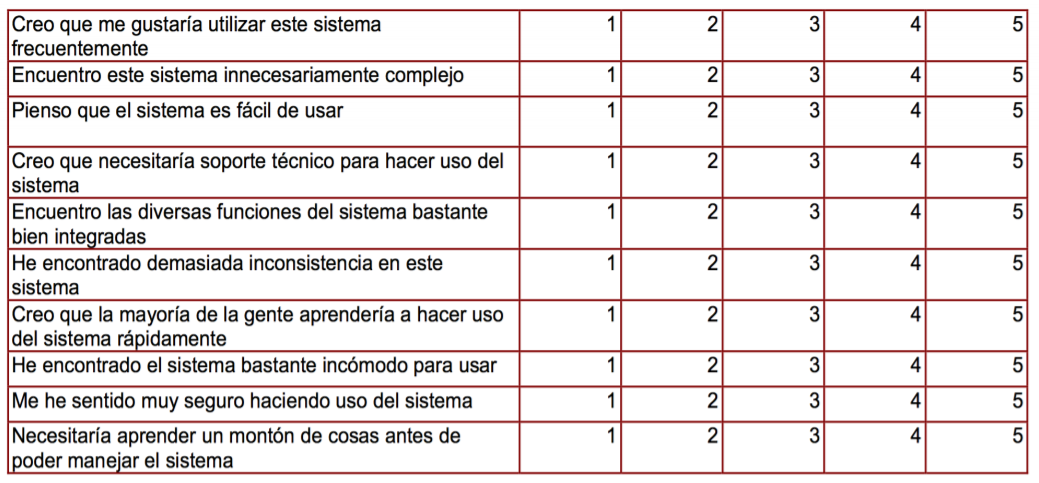 Creo que me gustaría utilizar este sistema 1 2 3 4 5
frecuentemente
Encuentro este sistema innecesariamente complejo 1 2 3 4 5
Pienso que el sistema es fácil de usar 1 2 3 4 5
Creo que necesitaría soporte técnico para hacer uso del 1 2 3 4 5
sistema
Encuentro las diversas funciones del sistema bastante 1 2 3 4 5
bien integradas
He encontrado demasiada inconsistencia en este 1 2 3 4 5
sistema
Creo que la mayoría de la gente aprendería a hacer uso 1 2 3 4 5
del sistema rápidamente
He encontrado el sistema bastante incómodo para usar 1 2 3 4 5
Me he sentido muy seguro haciendo uso del sistema 1 2 3 4 5
Necesitaría aprender un montón de cosas antes de 1 2 3 4 5
poder manejar el sistema